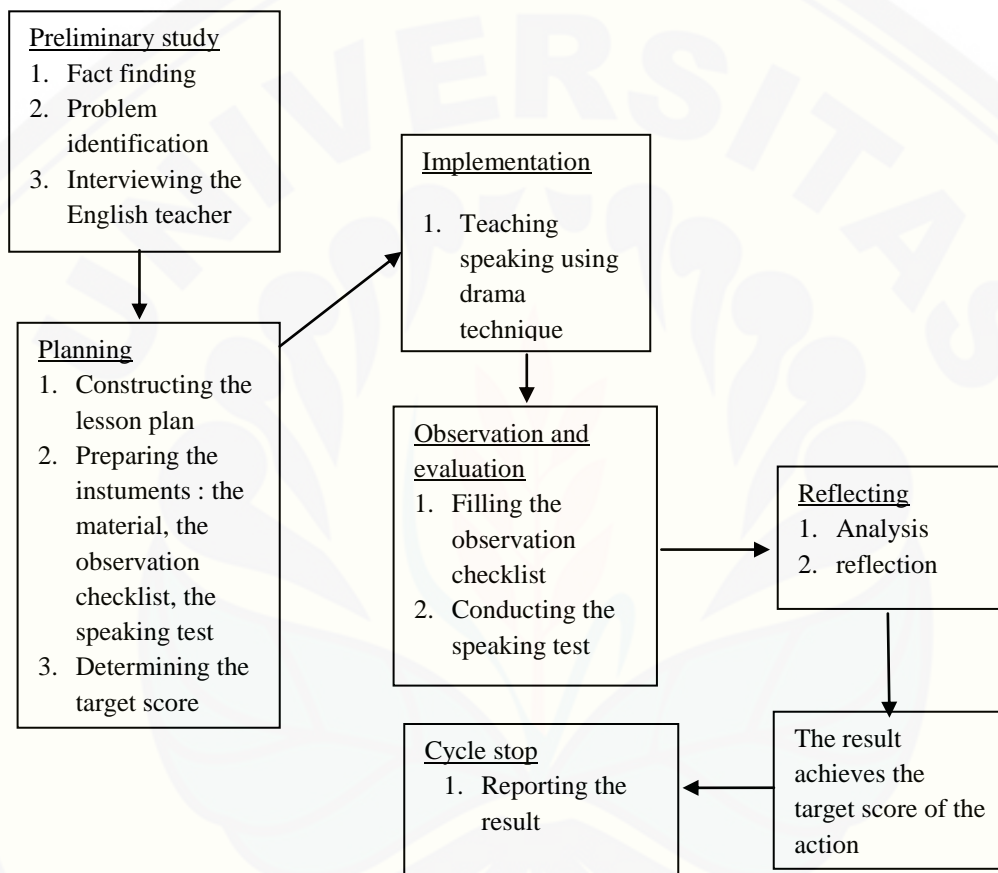 UNIVERSITAS
Preliminary study
1. Fact finding
2. Problem
identification
3. Interviewing the
English teacher
Planning
1. Constructing the
lesson plan
2. Preparing the
instuments : the
material, the
observation
checklist, the
speaking test
3. Determining the
target score
Implementation
1. Teaching
speaking using
drama
technique
Observation and
evaluation
1. Filling the
observation
checklist
2. Conducting the
speaking test
Reflecting
1. Analysis
2. reflection
The result
achieves the
target score of the
action
Cycle stop
1. Reporting the
result